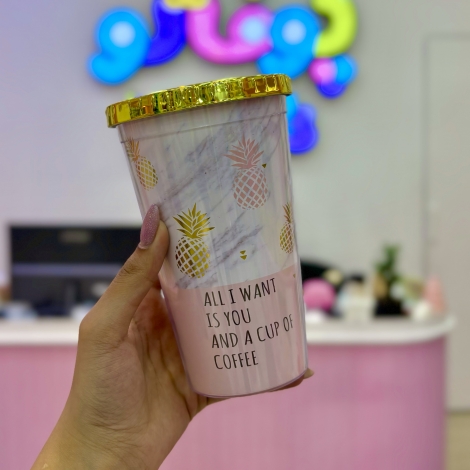 ALL I WANT
IS YOU
AND A CUP OF
COFFEE